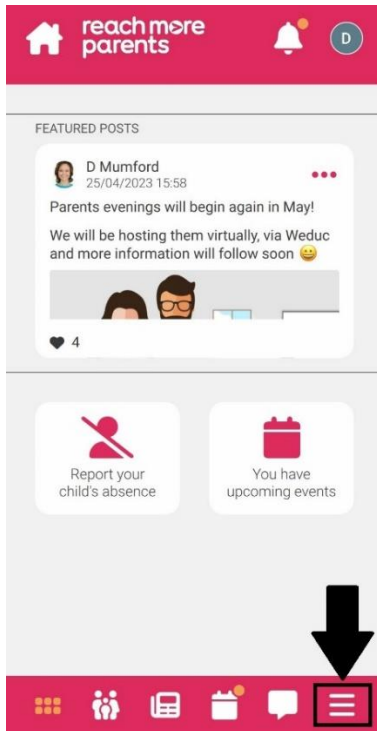 reach more
parents
D
FEATURED POSTS
D Mumford
25/04/2023 15:58
Parents evenings will begin again in May!
We will be hosting them virtually, via Weduc
and more information will follow soon 😀
4
Report your
child's absence
You have
upcoming events